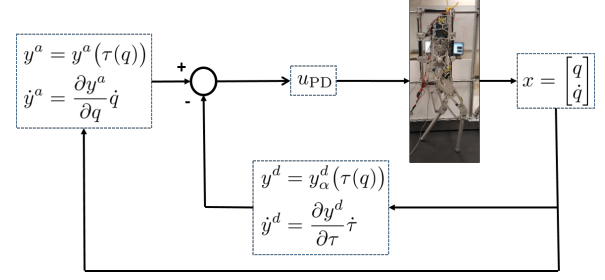 y^a = y^a(τ(q))
ẏ^a = ∂y^a/∂q q̇
+
-
u_PD
x = [q q̇]
y^d = y^d_α(τ(q))
ẏ^d = ∂y^d/∂τ τ̇